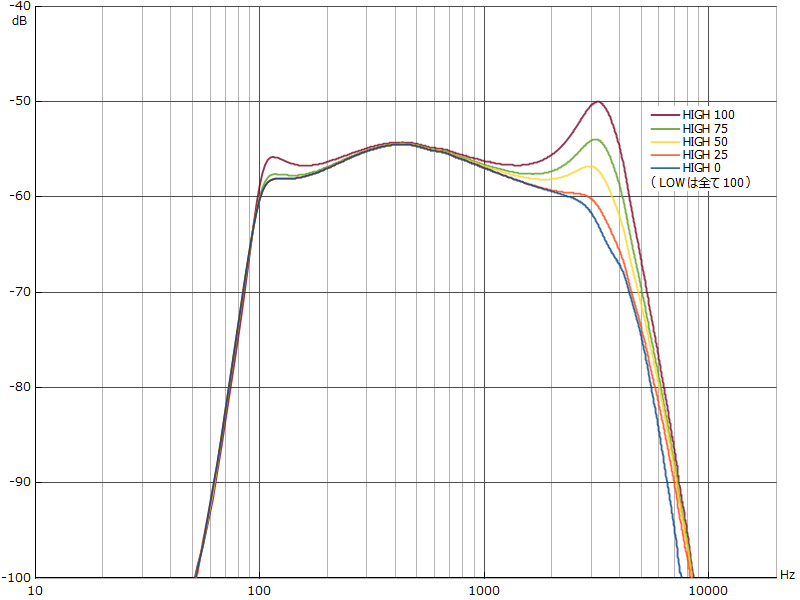 -40
dB
-50
HIGH 100
HIGH 75
HIGH 50
HIGH 25
HIGH 0
( LOWは全て100 )
-60
-70
-80
-90
-100
Hz
10
100
1000
10000